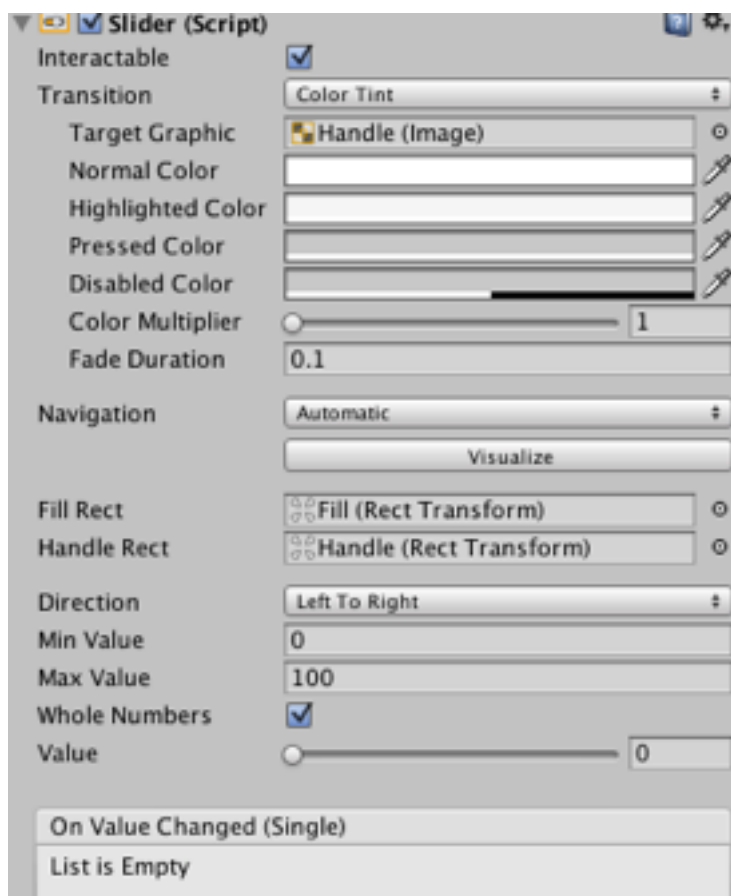 Slider (Script)
Interactable
Transition Color Tint
Target Graphic Handle (Image)
Normal Color
Highlighted Color
Pressed Color
Disabled Color
Color Multiplier 1
Fade Duration 0.1
Navigation Automatic
Visualize
Fill Rect Fill (Rect Transform)
Handle Rect Handle (Rect Transform)
Direction Left To Right
Min Value 0
Max Value 100
Whole Numbers
Value 0
On Value Changed (Single)
List is Empty